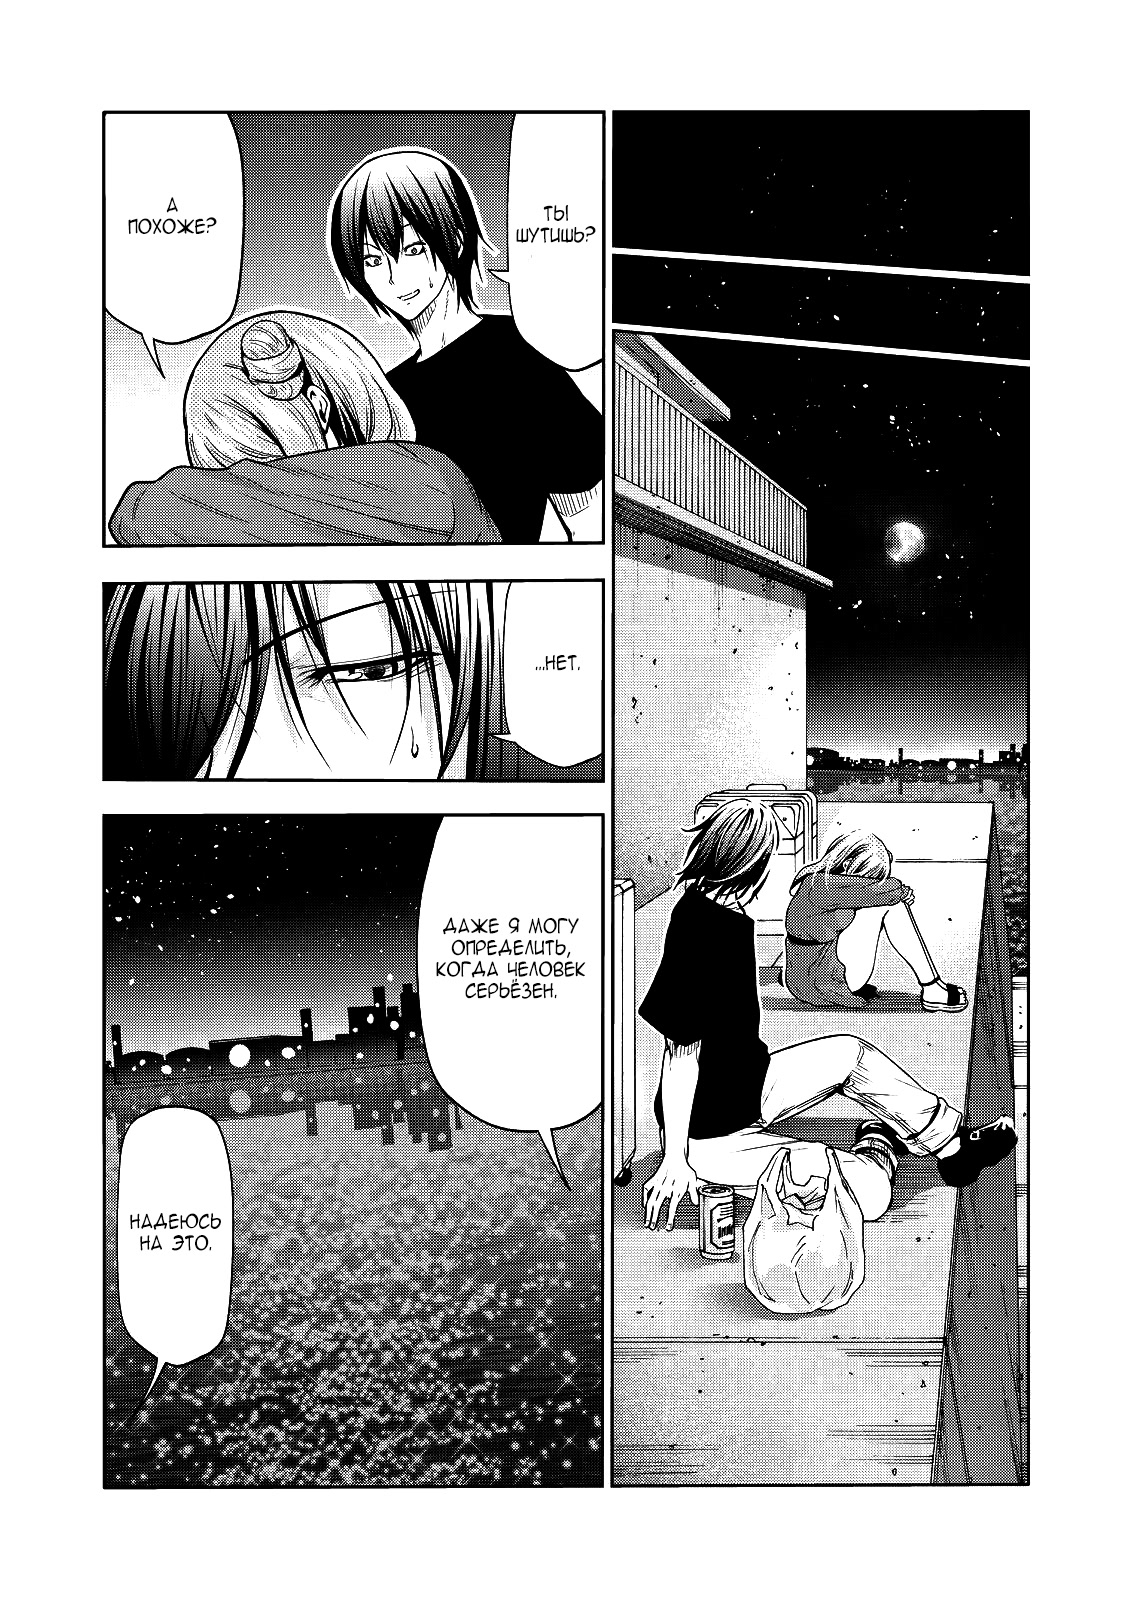 ТЫ
ШУТИШЬ?
А
ПОХОЖЕ?
...НЕТ.
ДАЖЕ Я МОГУ
ОПРЕДЕЛИТЬ,
КОГДА ЧЕЛОВЕК
СЕРЬЁЗЕН.
НАДЕЮСЬ
НА ЭТО.